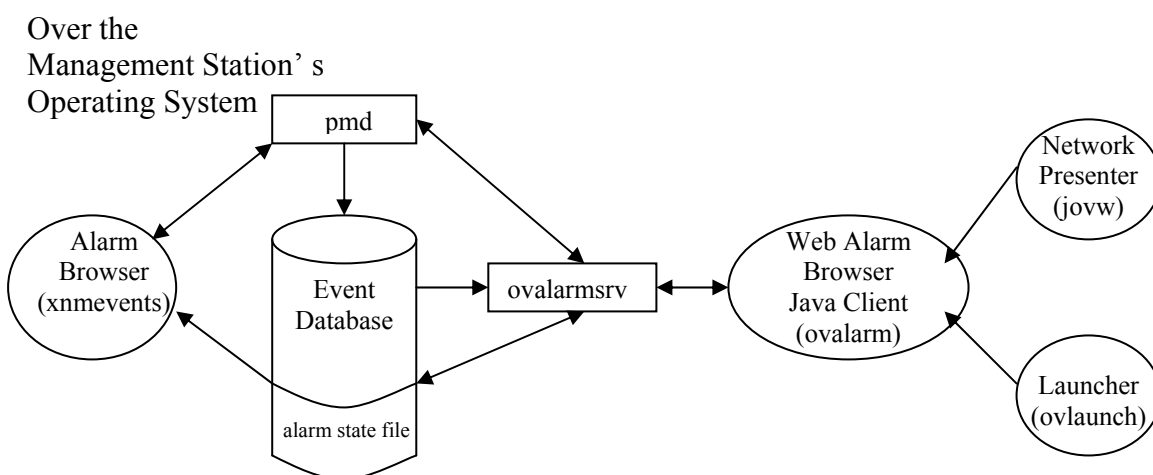 Over the
Management Station' s
Operating System
pmd
Alarm
Browser
(xnmevents)
Event
Database
alarm state file
ovalarmsrv
Web Alarm
Browser
Java Client
(ovalarm)
Network
Presenter
(jovw)
Launcher
(ovlaunch)